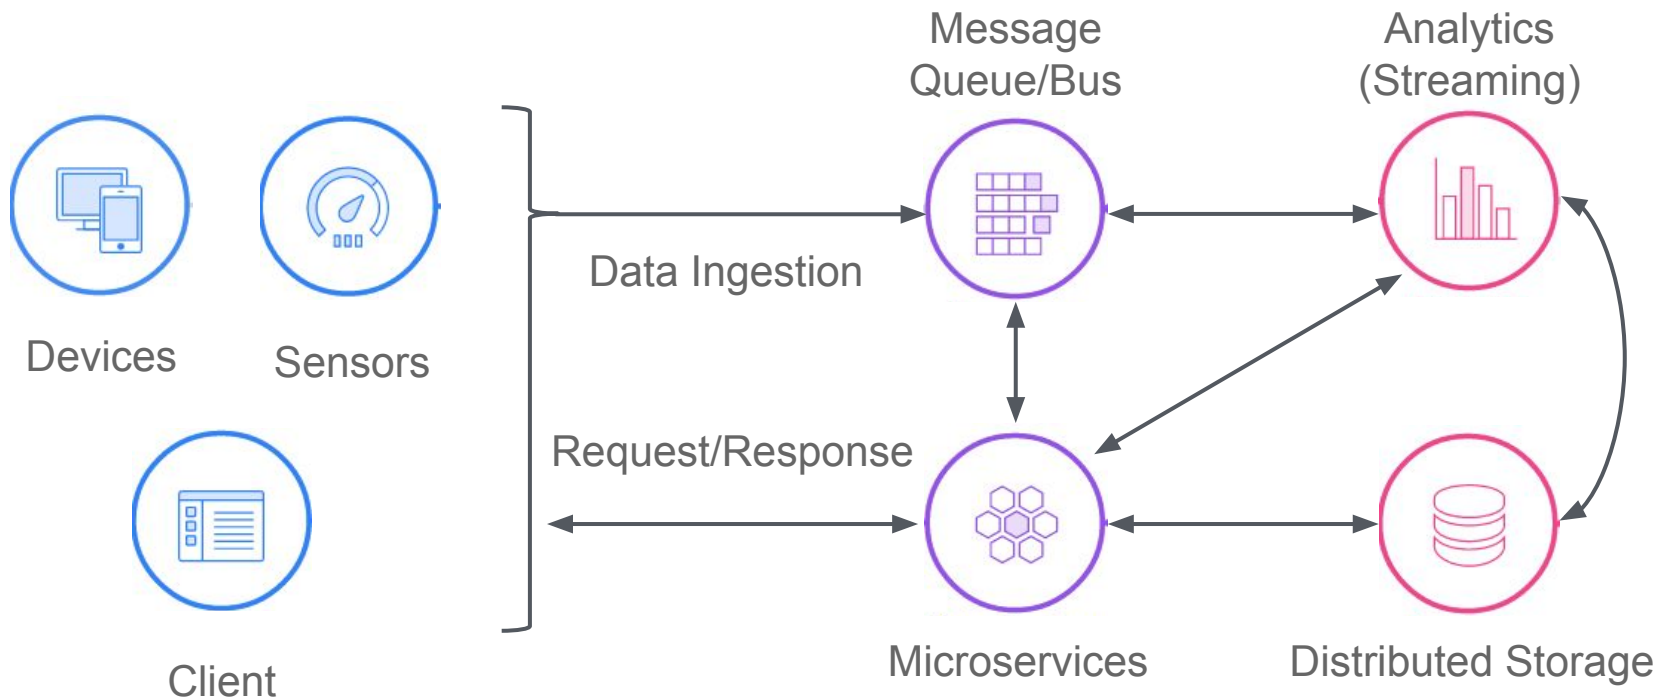 Message
Queue/Bus
Analytics
(Streaming)
Data Ingestion
Devices
Sensors
Request/Response
Client
Microservices
Distributed Storage